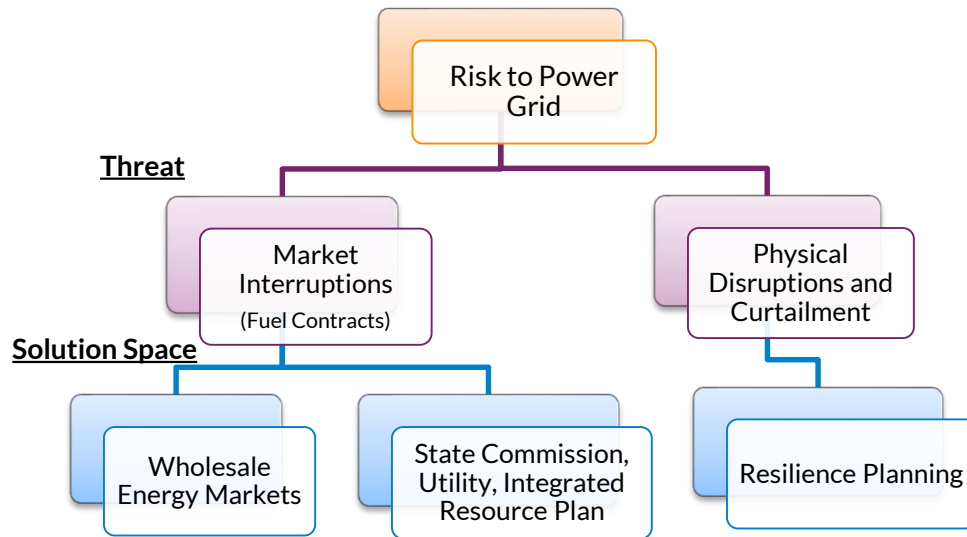 Risk to Power
Grid
Threat
Market
Interruptions
(Fuel Contracts)
Physical
Disruptions and
Curtailment
Solution Space
Wholesale
Energy Markets
State Commission,
Utility, Integrated
Resource Plan
Resilience Planning